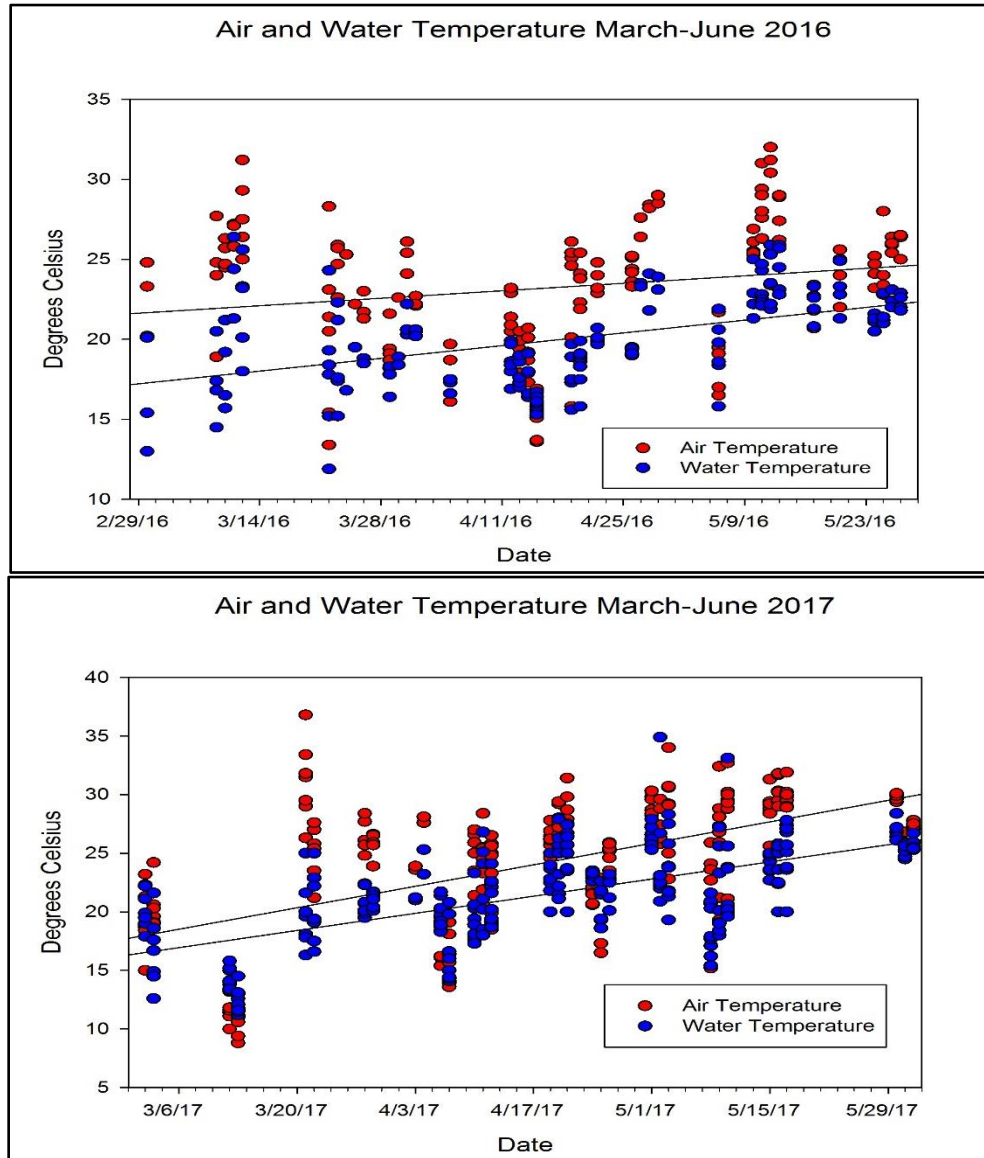 Air and Water Temperature March-June 2016
35
30
25
20
15
10
Degrees Celsius
Air Temperature
Water Temperature
2/29/16 3/14/16 3/28/16 4/11/16 4/25/16 5/9/16 5/23/16
Date
Air and Water Temperature March-June 2017
40
35
30
25
20
15
10
5
Degrees Celsius
Air Temperature
Water Temperature
3/6/17 3/20/17 4/3/17 4/17/17 5/1/17 5/15/17 5/29/17
Date